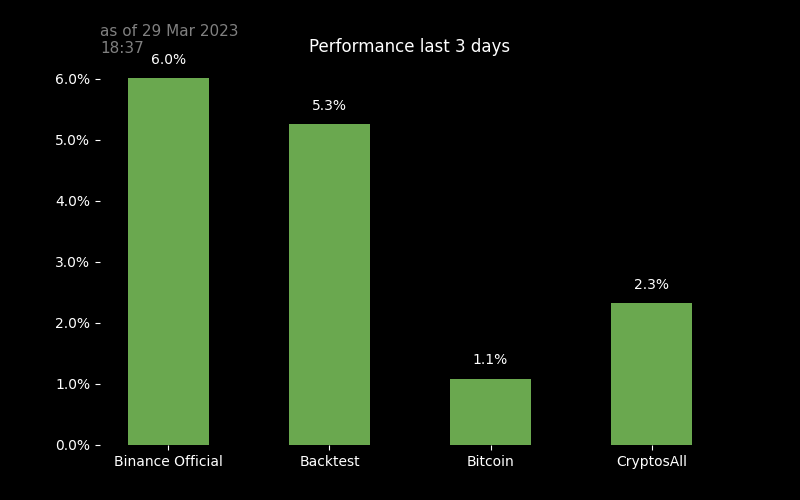 as of 29 Mar 2023
18:37
Performance last 3 days
6.0%
5.3%
1.1%
2.3%
6.0%
5.0%
4.0%
3.0%
2.0%
1.0%
0.0%
Binance Official
Backtest
Bitcoin
CryptosAll